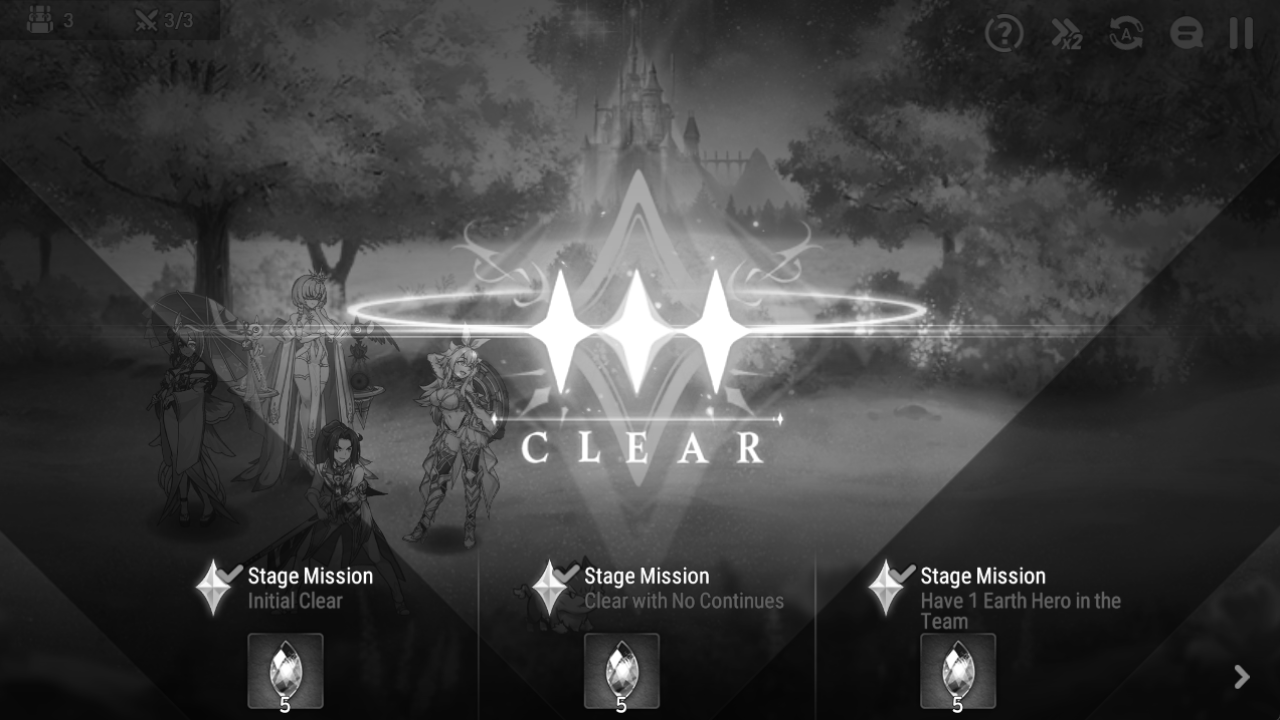 3
3/3
?
x2
A
CLEAR
Stage Mission
Initial Clear
5
Stage Mission
Clear with No Continues
5
Stage Mission
Have 1 Earth Hero in the
Team
5